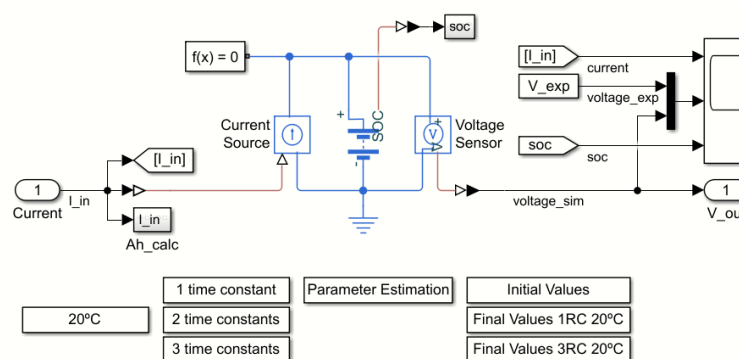 soc
f(x) = 0
[I_in]
current
V_exp
voltage_exp
Current
Source
+
SOC
-
V
+
Voltage
Sensor
soc
soc
[I_in]
1
I_in
Current
I_in
Ah_calc
voltage_sim
1
V_ou
1 time constant
Parameter Estimation
Initial Values
20ºC
2 time constants
Final Values 1RC 20ºC
3 time constants
Final Values 3RC 20ºC